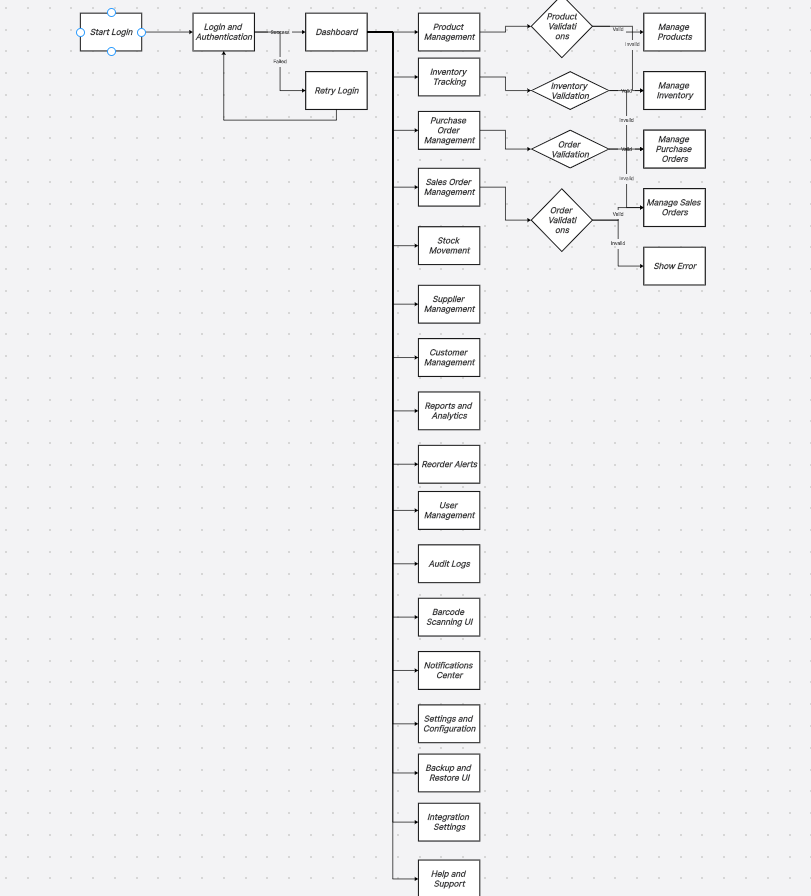 Start Login
Login and
Authentication
Success
Failed
Dashboard
Retry Login
Product
Management
Product
Validati
ons
Valid
Invalid
Manage
Products
Inventory
Tracking
Inventory
Validation
Valid
Invalid
Manage
Inventory
Purchase
Order
Management
Order
Validation
Valid
Invalid
Manage
Purchase
Orders
Sales Order
Management
Order
Validati
ons
Valid
Invalid
Manage Sales
Orders
Show Error
Stock
Movement
Supplier
Management
Customer
Management
Reports and
Analytics
Reorder Alerts
User
Management
Audit Logs
Barcode
Scanning UI
Notifications
Center
Settings and
Configuration
Backup and
Restore UI
Integration
Settings
Help and
Support